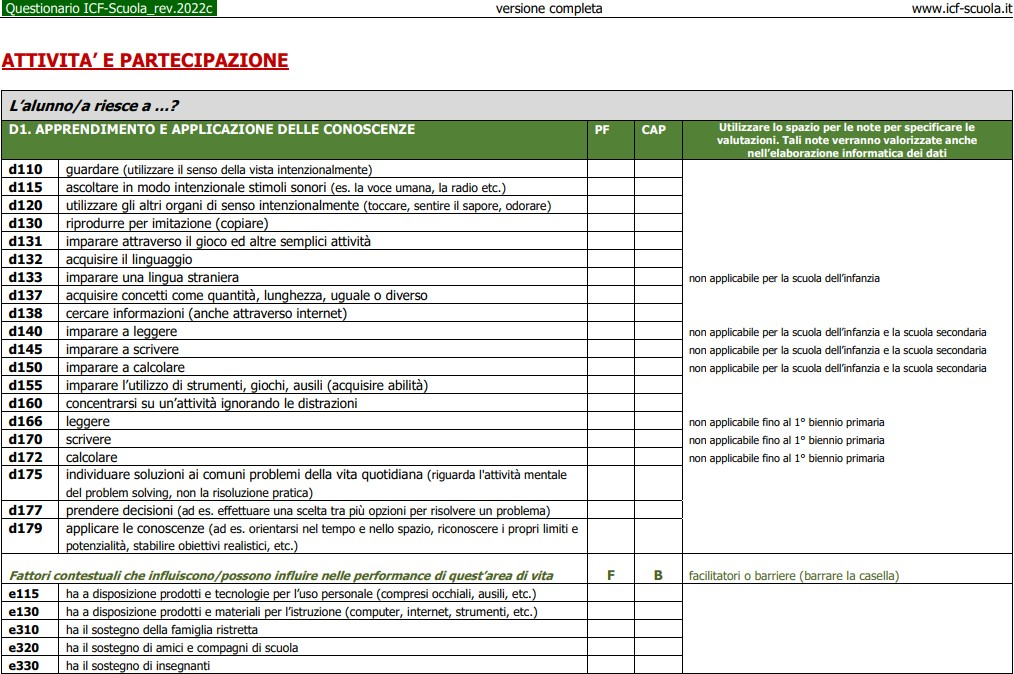 Questionario ICF-Scuola_rev.2022c versione completa www.icf-scuola.it
ATTIVITA’ E PARTECIPAZIONE
L’alunno/a riesce a …?
D1. APPRENDIMENTO E APPLICAZIONE DELLE CONOSCENZE PF CAP Utilizzare lo spazio per le note per specificare le
valutazioni. Tali note verranno valorizzate anche
nell’elaborazione informatica dei dati
d110 guardare (utilizzare il senso della vista intenzionalmente)
d115 ascoltare in modo intenzionale stimoli sonori (es. la voce umana, la radio etc.)
d120 utilizzare gli altri organi di senso intenzionalmente (toccare, sentire il sapore, odorare)
d130 riprodurre per imitazione (copiare)
d131 imparare attraverso il gioco ed altre semplici attività
d132 acquisire il linguaggio
d133 imparare una lingua straniera non applicabile per la scuola dell’infanzia
d137 acquisire concetti come quantità, lunghezza, uguale o diverso
d138 cercare informazioni (anche attraverso internet)
d140 imparare a leggere non applicabile per la scuola dell’infanzia e la scuola secondaria
d145 imparare a scrivere non applicabile per la scuola dell’infanzia e la scuola secondaria
d150 imparare a calcolare non applicabile per la scuola dell’infanzia e la scuola secondaria
d155 imparare l’utilizzo di strumenti, giochi, ausili (acquisire abilità)
d160 concentrarsi su un’attività ignorando le distrazioni
d166 leggere non applicabile fino al 1° biennio primaria
d170 scrivere non applicabile fino al 1° biennio primaria
d172 calcolare non applicabile fino al 1° biennio primaria
d175 individuare soluzioni ai comuni problemi della vita quotidiana (riguarda l'attività mentale
del problem solving, non la risoluzione pratica)
d177 prendere decisioni (ad es. effettuare una scelta tra più opzioni per risolvere un problema)
d179 applicare le conoscenze (ad es. orientarsi nel tempo e nello spazio, riconoscere i propri limiti e
potenzialità, stabilire obiettivi realistici, etc.)
Fattori contestuali che influiscono/possono influire nelle performance di quest’area di vita F B facilitatori o barriere (barrare la casella)
e115 ha a disposizione prodotti e tecnologie per l’uso personale (compresi occhiali, ausili, etc.)
e130 ha a disposizione prodotti e materiali per l’istruzione (computer, internet, strumenti, etc.)
e310 ha il sostegno della famiglia ristretta
e320 ha il sostegno di amici e compagni di scuola
e330 ha il sostegno di insegnanti